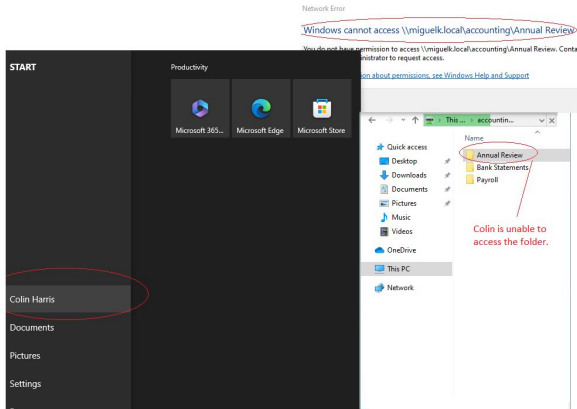 Network Error
Windows cannot access \\miguelk.local\accounting\Annual Review
You do not have permission to access \\miguelk.local\accounting\Annual Review. Conta
inistrator to request access.
on about permissions, see Windows Help and Support
START
Productivity
Microsoft 365...
Microsoft Edge
Microsoft Store
This ... › accountin...
Name
Quick access
Desktop
Downloads
Documents
Pictures
Music
Videos
OneDrive
This PC
Network
Annual Review
Bank Statements
Payroll
Colin is unable to
access the folder.
Colin Harris
Documents
Pictures
Settings